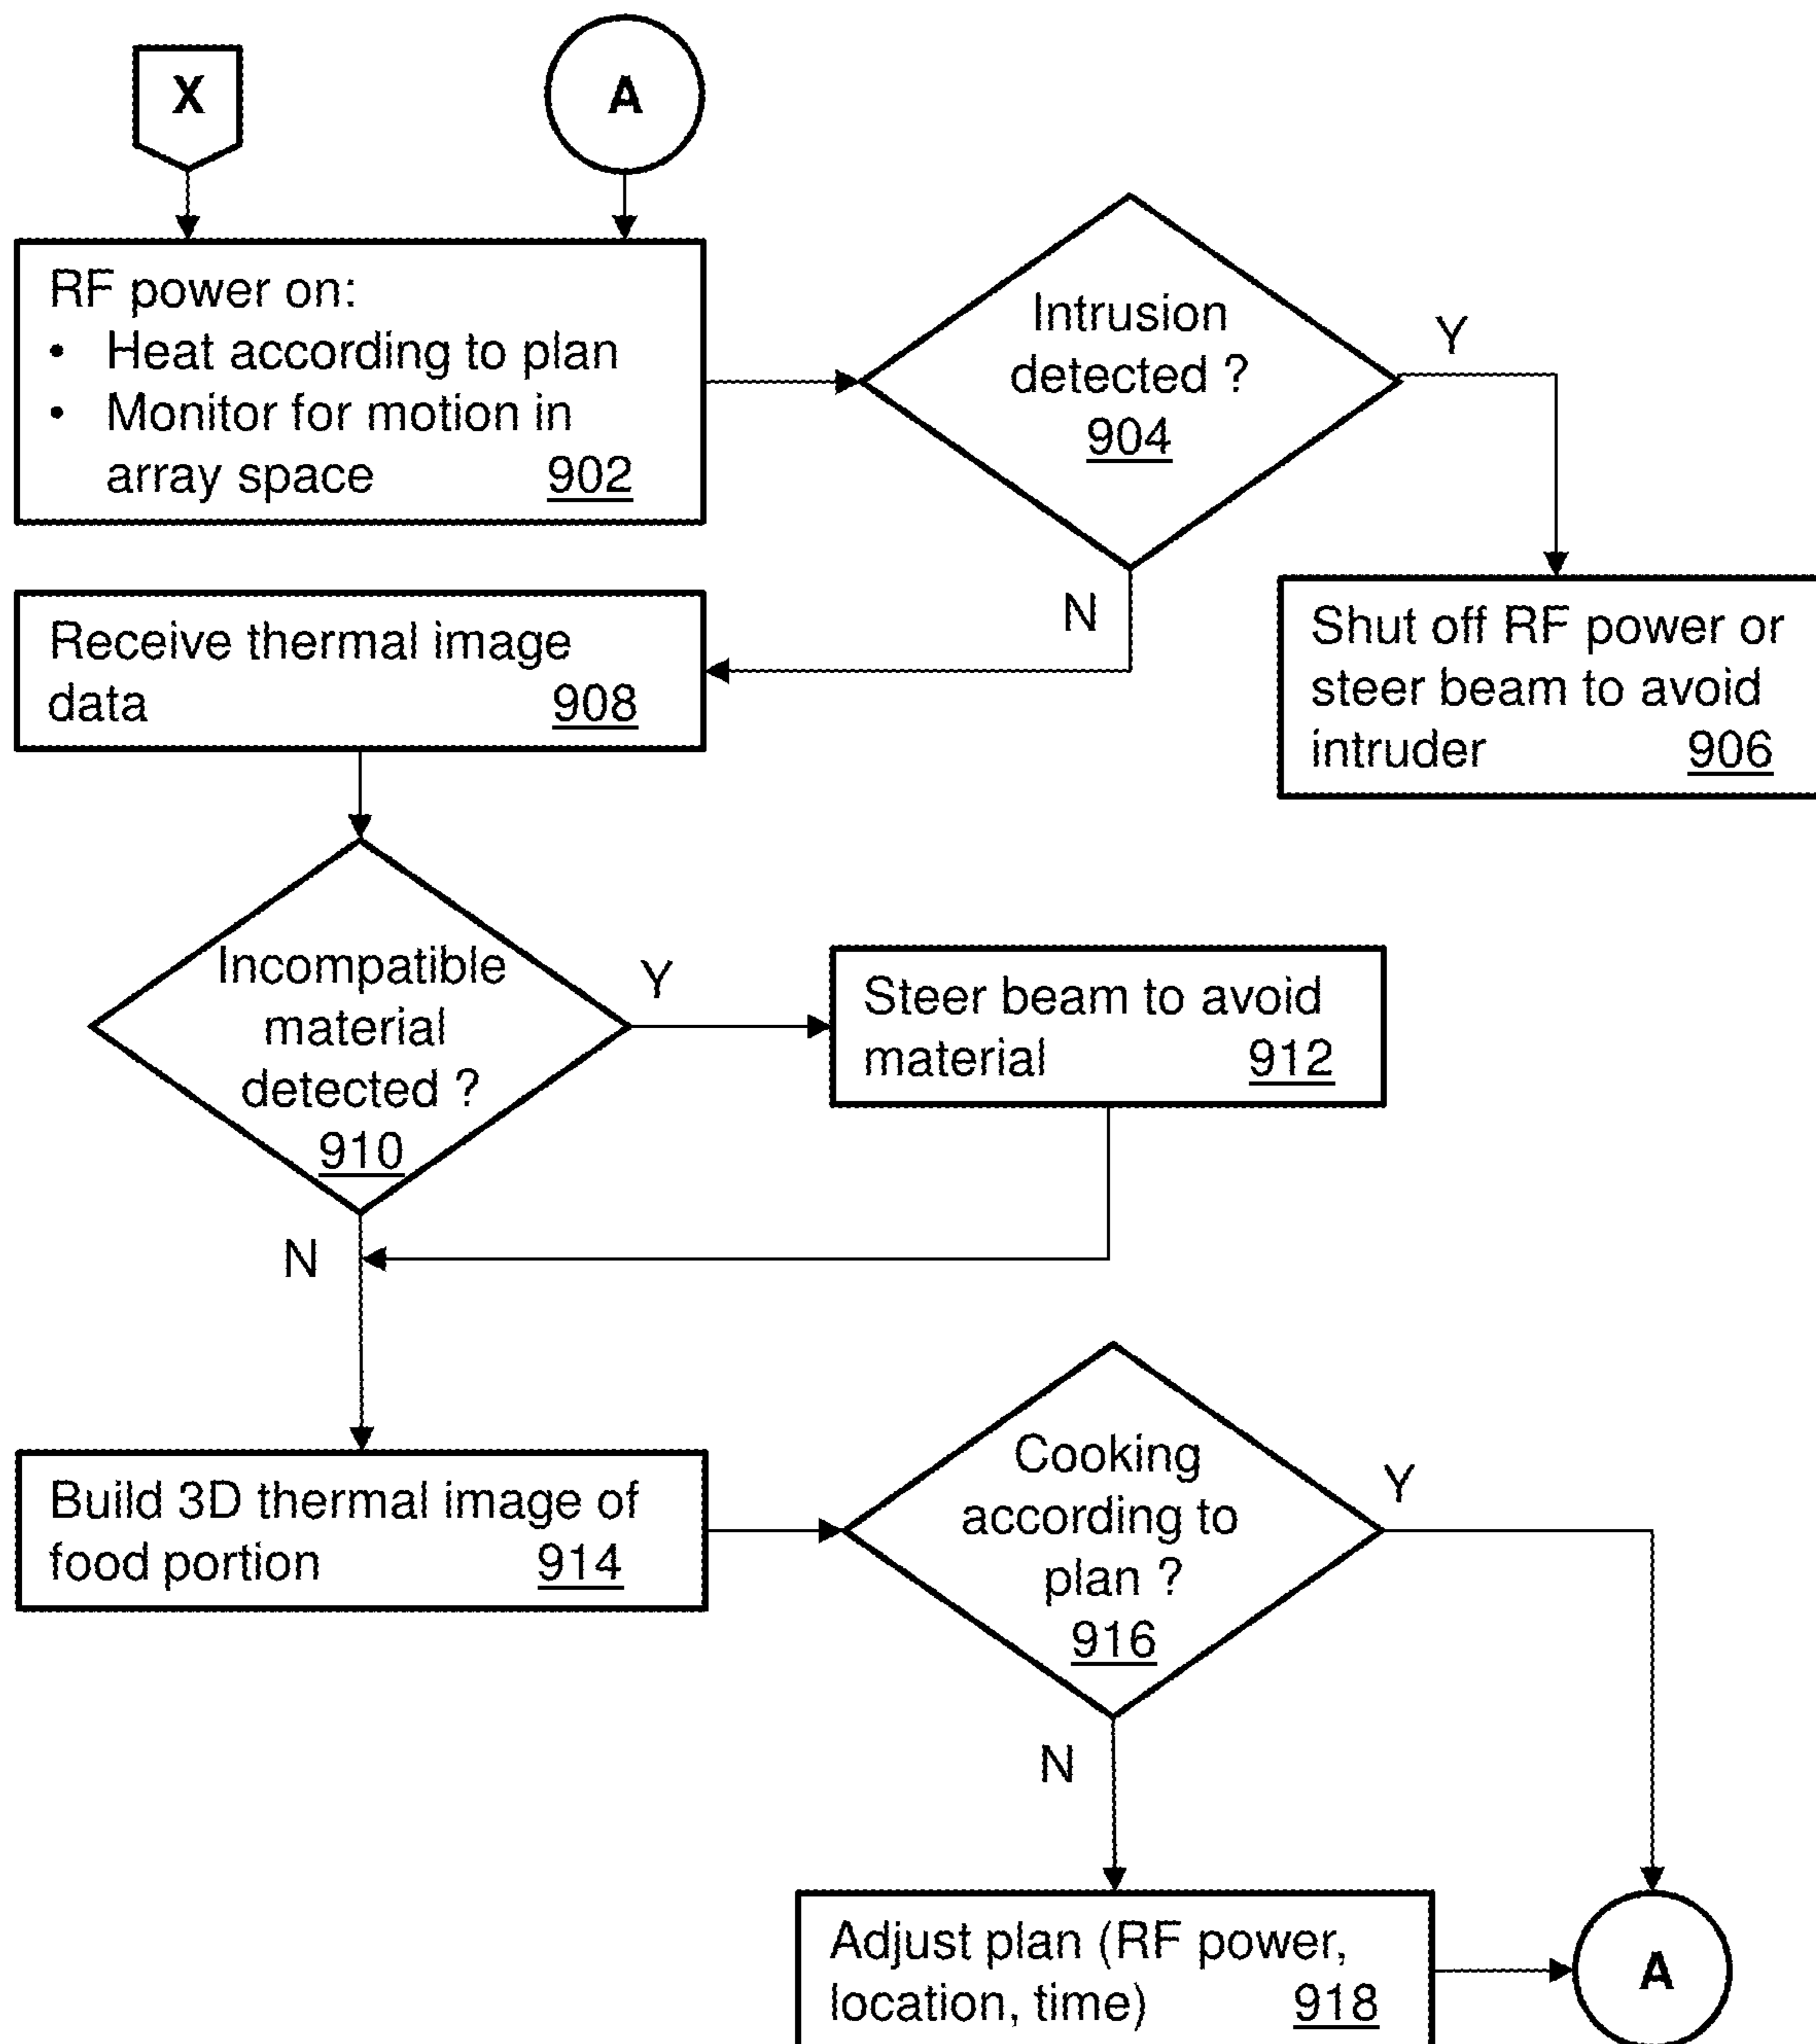 X
A
RF power on:
• Heat according to plan
• Monitor for motion in
array space 902
Intrusion
detected ?
904
Y
N
Shut off RF power or
steer beam to avoid
intruder 906
Receive thermal image
data 908
Incompatible
material
detected ?
910
Y
Steer beam to avoid
material 912
N
Build 3D thermal image of
food portion 914
Cooking
according to
plan ?
916
Y
N
Adjust plan (RF power,
location, time) 918
A